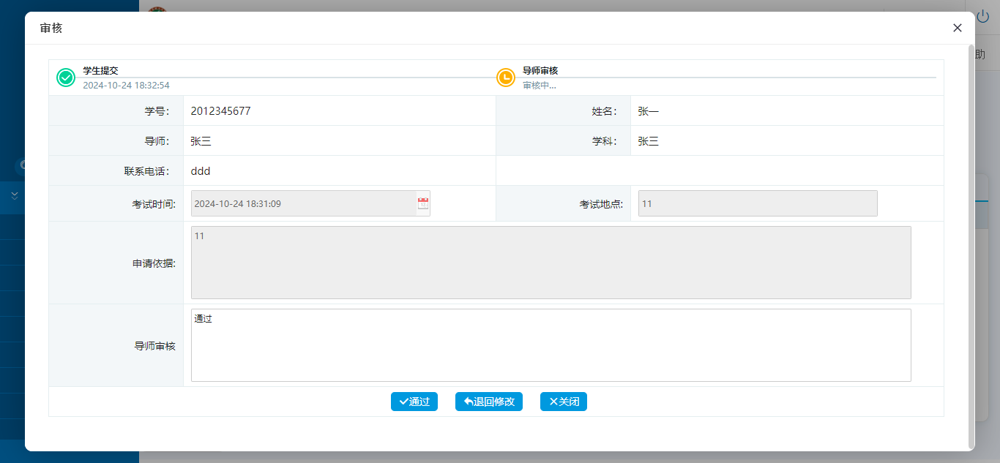 助
审核
学生提交
2024-10-24 18:32:54
导师审核
审核中...
学号： 2012345677 姓名： 张一
导师： 张三 学科： 张三
联系电话： ddd
考试时间: 2024-10-24 18:31:09 考试地点: 11
申请依据: 11
导师审核 通过
通过 退回修改 关闭